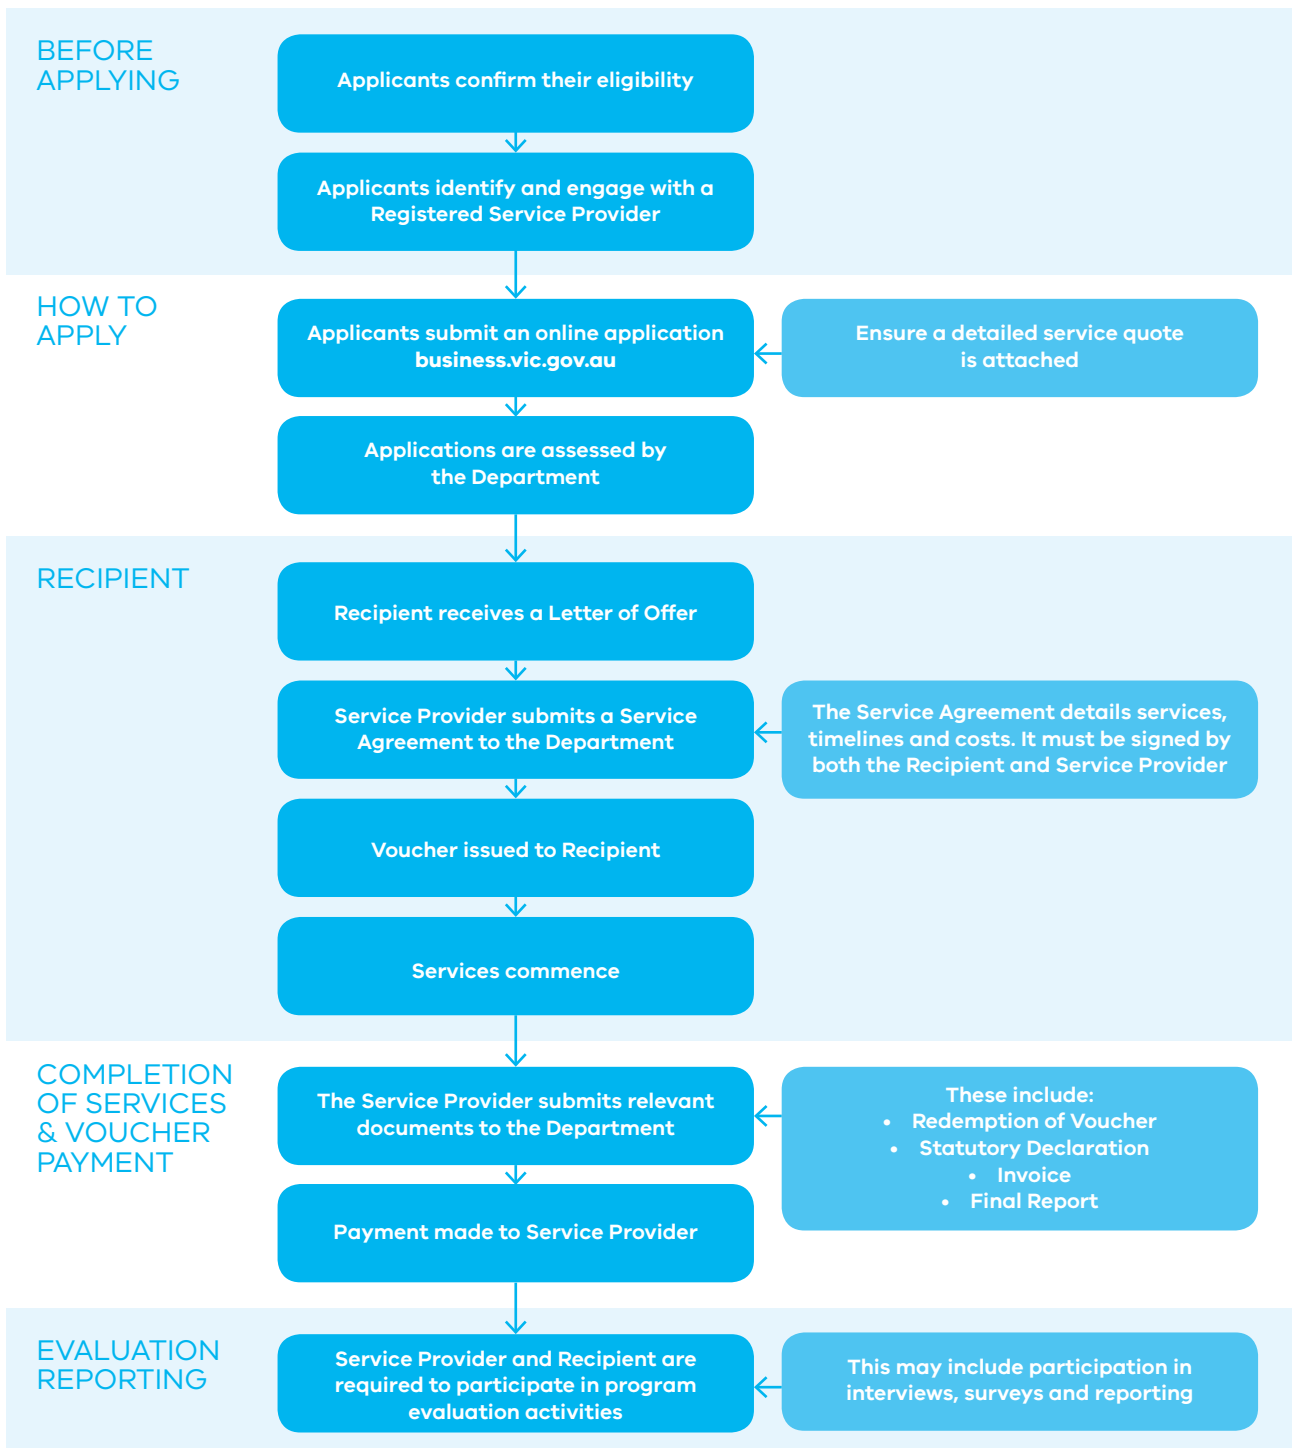 BEFORE
APPLYING
Applicants confirm their eligibility
Applicants identify and engage with a
Registered Service Provider
HOW TO
APPLY
Applicants submit an online application
business.vic.gov.au
Ensure a detailed service quote
is attached
Applications are assessed by
the Department
RECIPIENT
Recipient receives a Letter of Offer
Service Provider submits a Service
Agreement to the Department
The Service Agreement details services,
timelines and costs. It must be signed by
both the Recipient and Service Provider
Voucher issued to Recipient
Services commence
COMPLETION
OF SERVICES
& VOUCHER
PAYMENT
The Service Provider submits relevant
documents to the Department
These include:
• Redemption of Voucher
• Statutory Declaration
• Invoice
• Final Report
Payment made to Service Provider
EVALUATION
REPORTING
Service Provider and Recipient are
required to participate in program
evaluation activities
This may include participation in
interviews, surveys and reporting